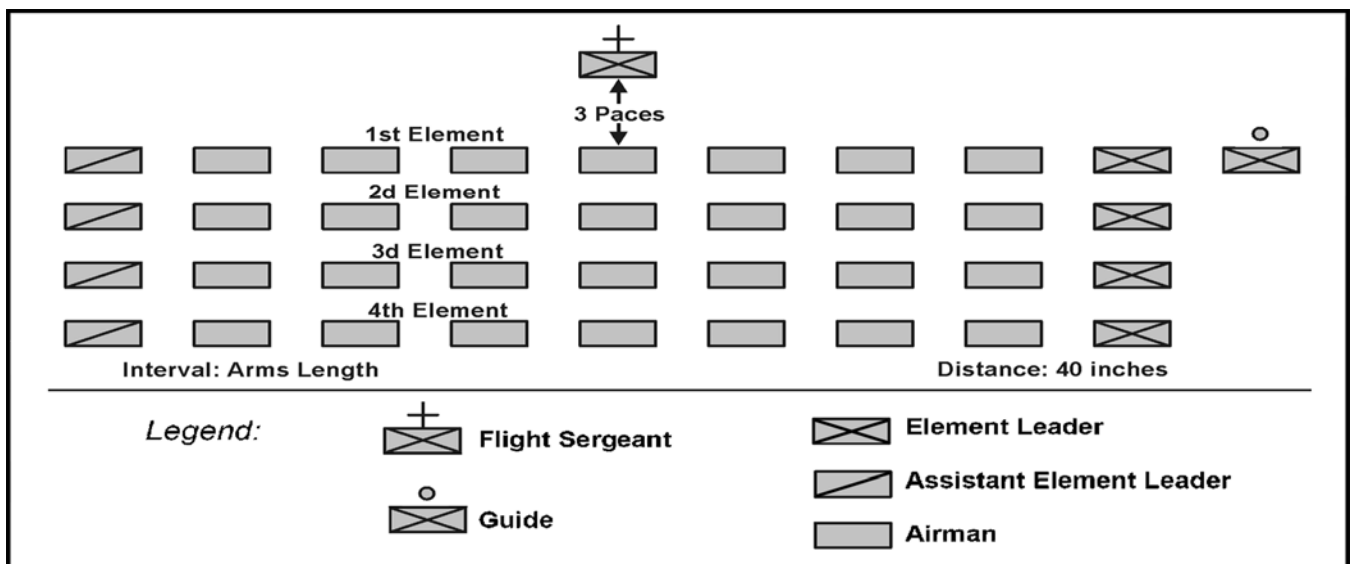 3 Paces
1st Element
2d Element
3d Element
4th Element
Interval: Arms Length
Distance: 40 inches
Legend:
Flight Sergeant
Guide
Element Leader
Assistant Element Leader
Airman